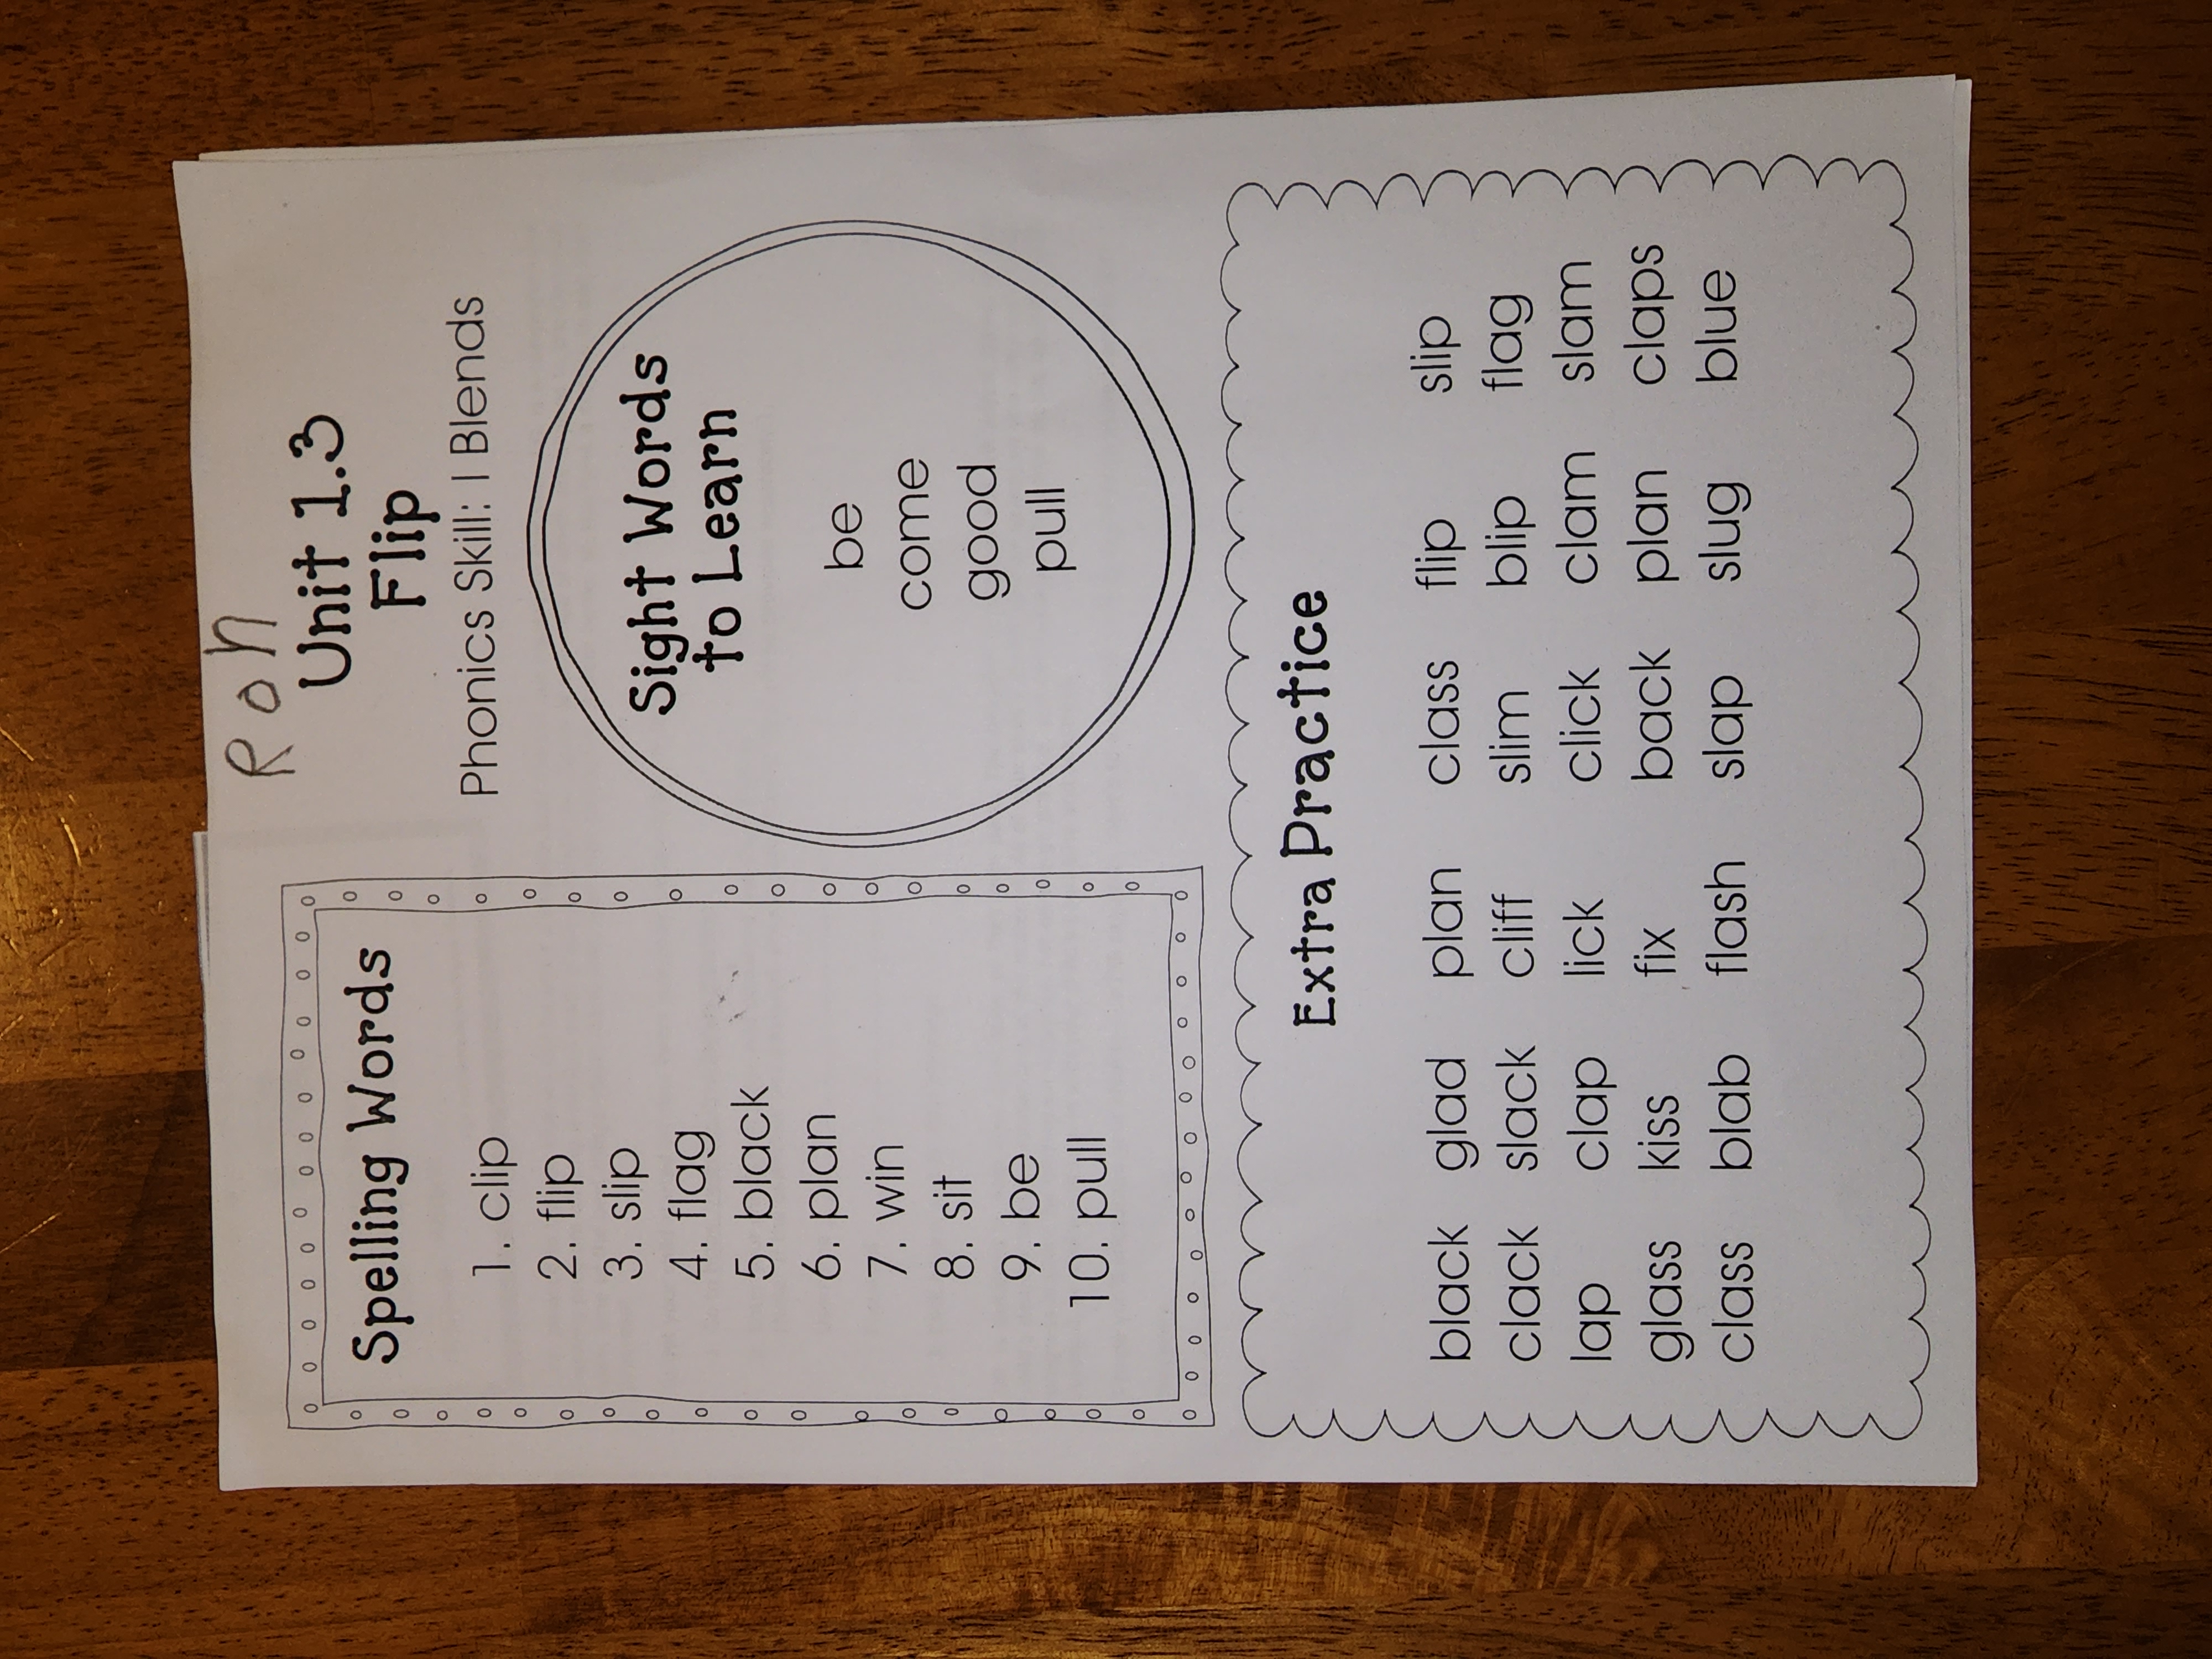 Ron
Unit 1.3
Flip
Phonics Skill: l Blends
Spelling Words
1. clip
2. flip
3. slip
4. flag
5. black
6. plan
7. win
8. sit
9. be
10. pull
Sight Words
to Learn
be
come
good
pull
Extra Practice
black glad plan class flip slip
clack slack cliff slim blip flag
lap clap lick click clam slam
glass kiss fix back plan claps
class blab flash slap slug blue